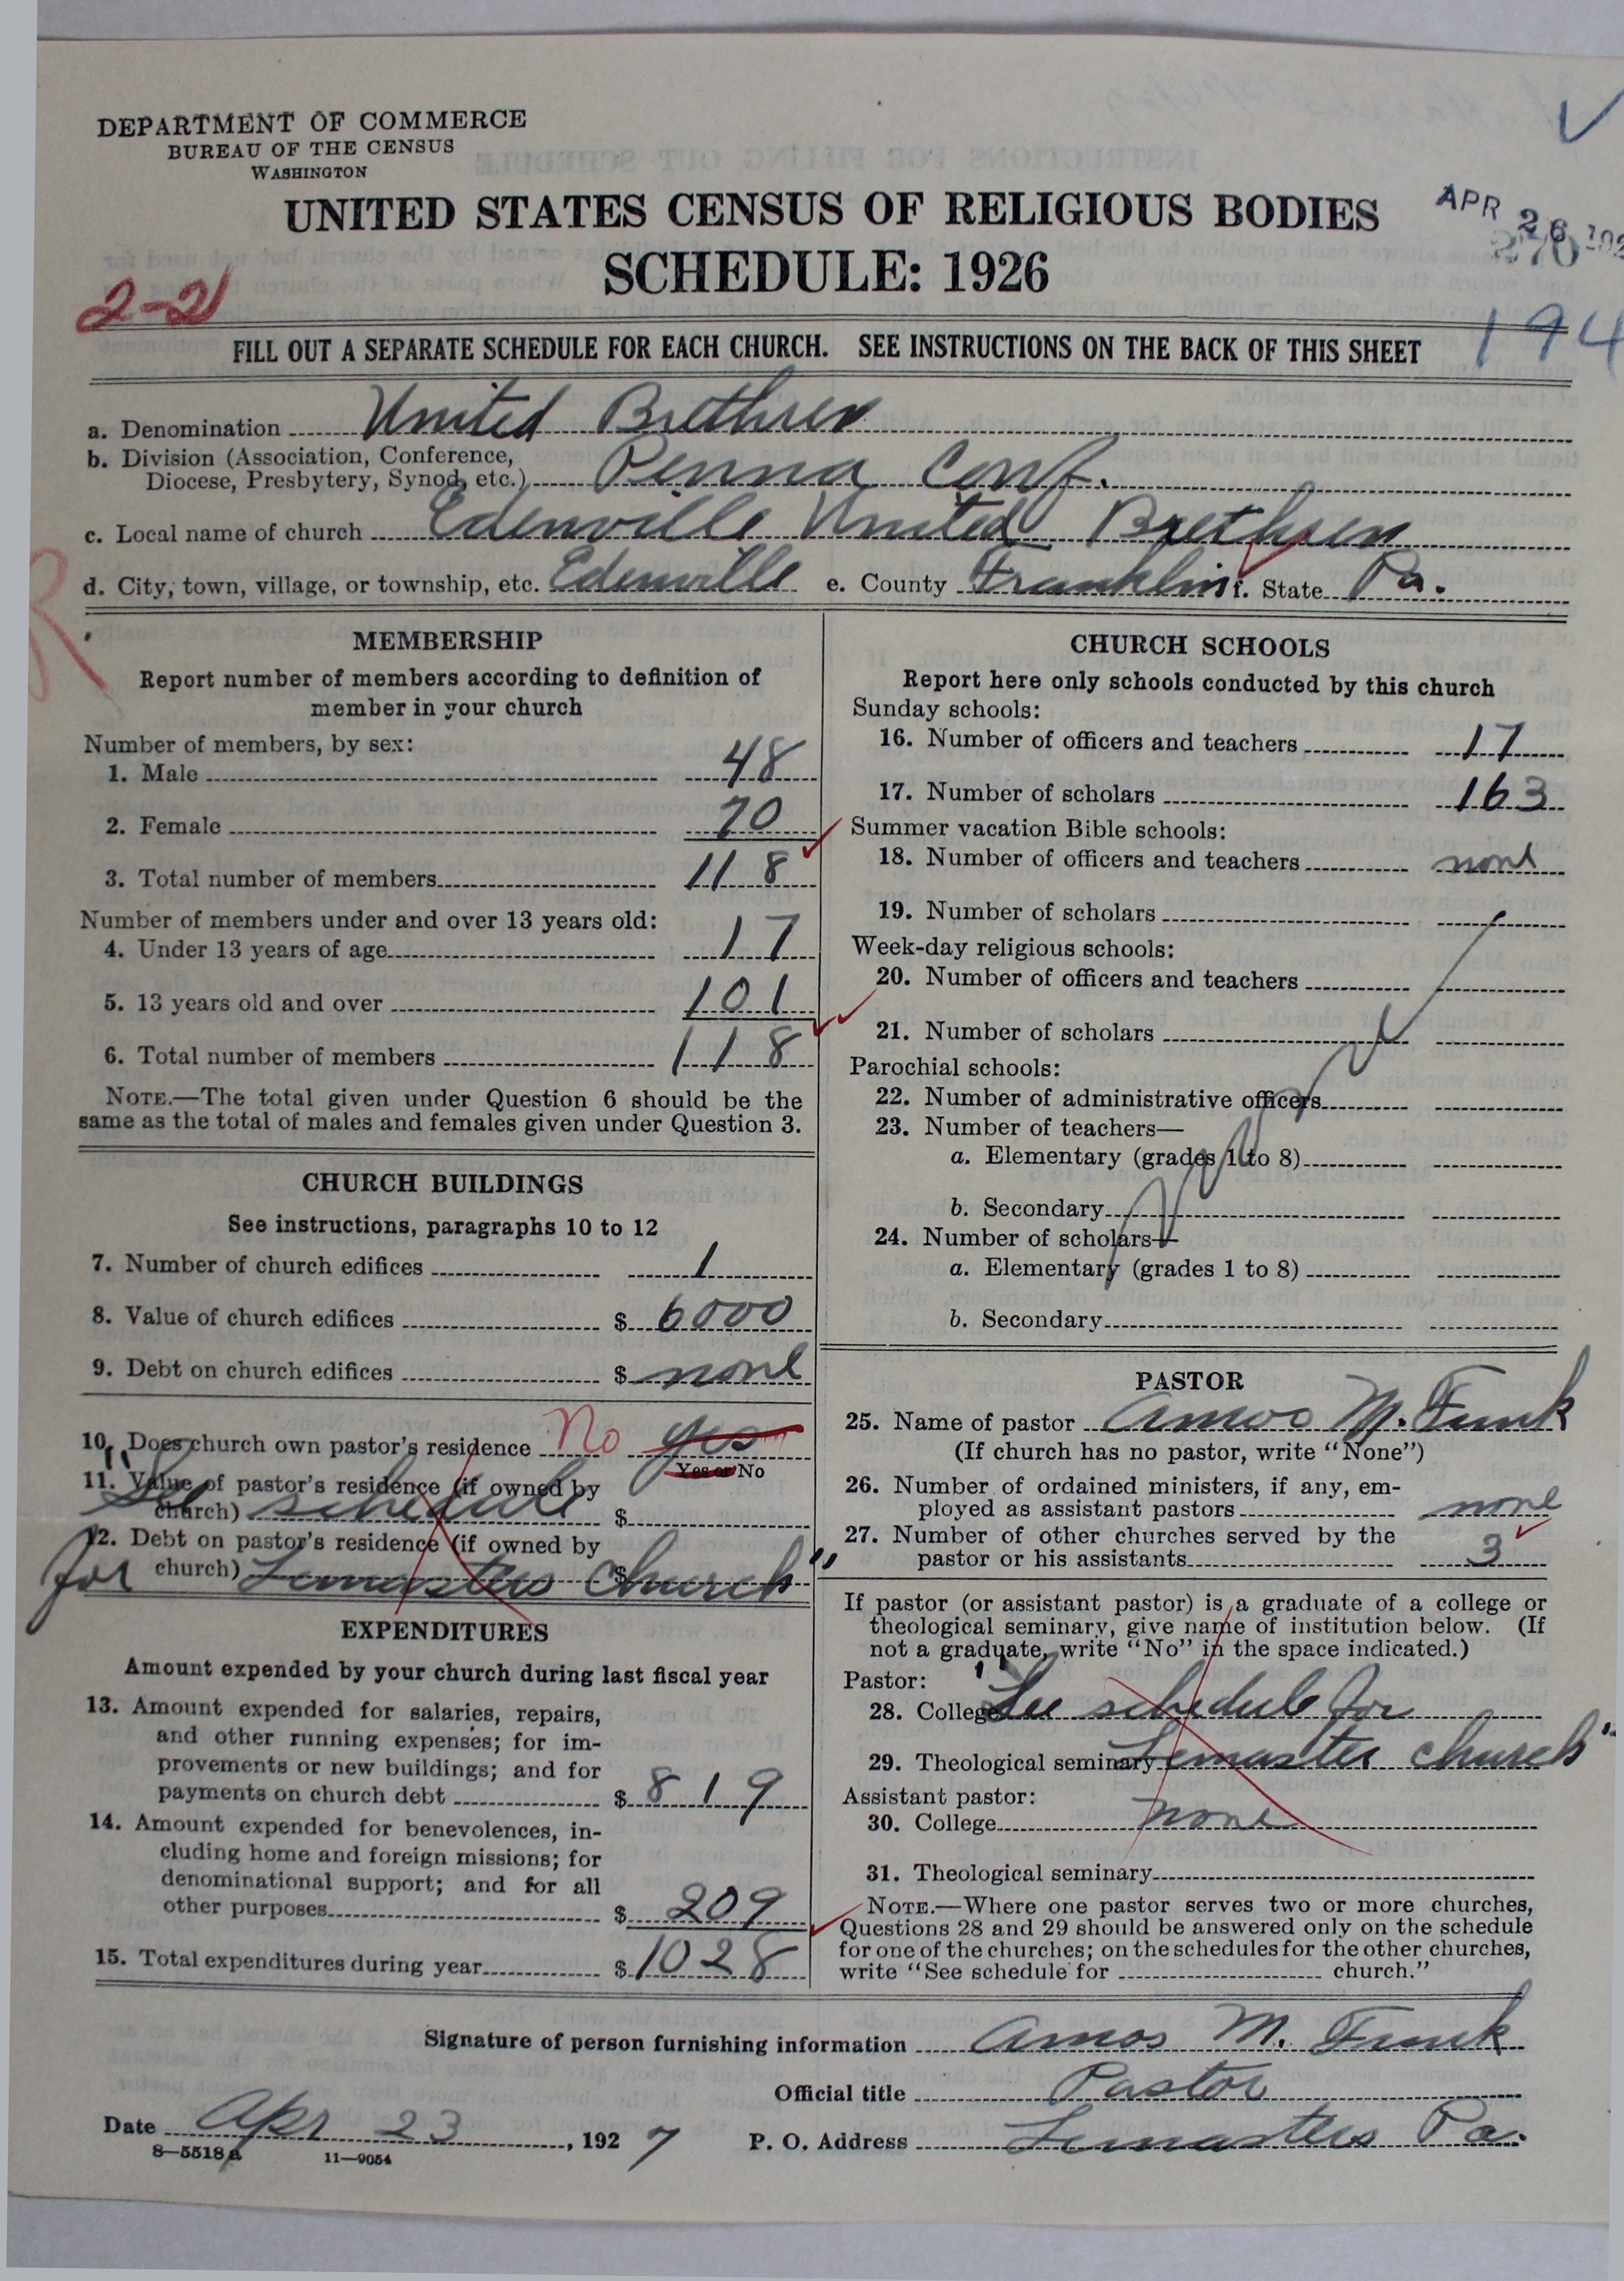 DEPARTMENT OF COMMERCE
BUREAU OF THE CENSUS
WASHINGTON
UNITED STATES CENSUS OF RELIGIOUS BODIES
SCHEDULE: 1926
APR 26 192
2-21
194
FILL OUT A SEPARATE SCHEDULE FOR EACH CHURCH. SEE INSTRUCTIONS ON THE BACK OF THIS SHEET
a. Denomination United Brethren
b. Division (Association, Conference,
Diocese, Presbytery, Synod, etc.) Penna Conf.
c. Local name of church Edenville United Brethren
d. City, town, village, or township, etc. Edenville e. County Franklin f. State Pa.
MEMBERSHIP
Report number of members according to definition of
member in your church
Number of members, by sex:
1. Male 48
2. Female 70
3. Total number of members 118
Number of members under and over 13 years old:
4. Under 13 years of age 17
5. 13 years old and over 101
6. Total number of members 118
NOTE.—The total given under Question 6 should be the
same as the total of males and females given under Question 3.
CHURCH BUILDINGS
See instructions, paragraphs 10 to 12
7. Number of church edifices 1
8. Value of church edifices $ 6000
9. Debt on church edifices $ none
10. Does church own pastor's residence No yes
Yes or No
11. Value of pastor's residence (if owned by
church) $
"See schedule
12. Debt on pastor's residence (if owned by
church) $
for Lemasters Church"
EXPENDITURES
Amount expended by your church during last fiscal year
13. Amount expended for salaries, repairs,
and other running expenses; for im-
provements or new buildings; and for
payments on church debt $ 819
14. Amount expended for benevolences, in-
cluding home and foreign missions; for
denominational support; and for all
other purposes $ 209
15. Total expenditures during year $ 1028
CHURCH SCHOOLS
Report here only schools conducted by this church
Sunday schools:
16. Number of officers and teachers 17
17. Number of scholars 163
Summer vacation Bible schools:
18. Number of officers and teachers none
19. Number of scholars
Week-day religious schools:
20. Number of officers and teachers
21. Number of scholars
Parochial schools:
22. Number of administrative officers
23. Number of teachers—
a. Elementary (grades 1 to 8)
b. Secondary
24. Number of scholars—
a. Elementary (grades 1 to 8)
b. Secondary
PASTOR
25. Name of pastor Amos M. Funk
(If church has no pastor, write "None")
26. Number of ordained ministers, if any, em-
ployed as assistant pastors none
27. Number of other churches served by the
pastor or his assistants 3
If pastor (or assistant pastor) is a graduate of a college or
theological seminary, give name of institution below. (If
not a graduate, write "No" in the space indicated.)
Pastor:
28. College "See schedule for
29. Theological seminary Lemaster church"
Assistant pastor:
30. College none
31. Theological seminary
NOTE.—Where one pastor serves two or more churches,
Questions 28 and 29 should be answered only on the schedule
for one of the churches; on the schedules for the other churches,
write "See schedule for church."
Signature of person furnishing information Amos M. Funk
Official title Pastor
Date Apr 23, 1927 P. O. Address Lemasters Pa.
8—5518a 11—9054